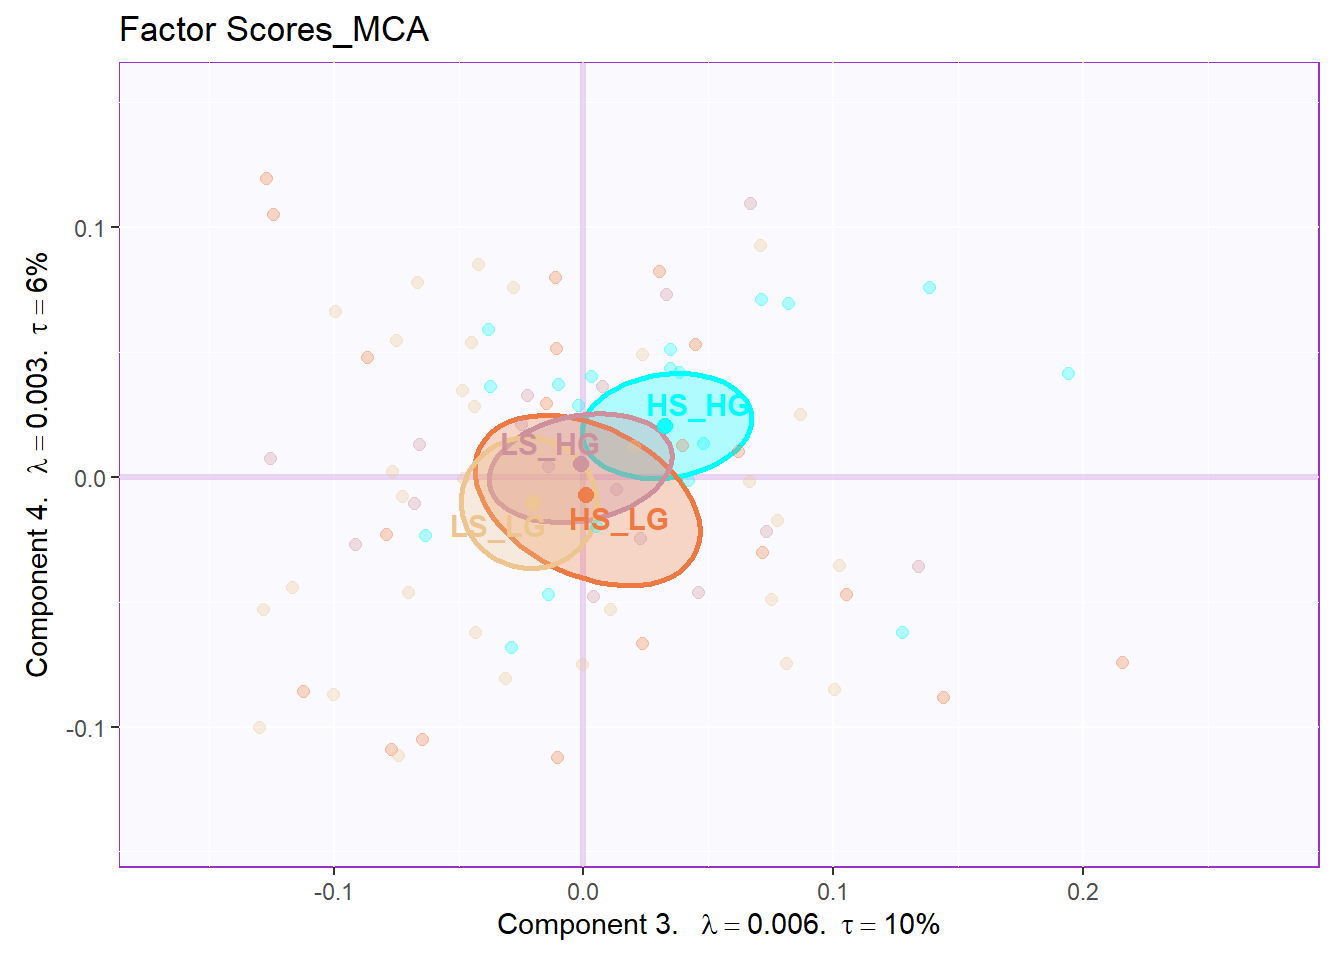 Factor Scores_MCA
Component 4.   λ = 0.003.  τ = 6%
0.1
0.0
-0.1
HS_HG
LS_HG
HS_LG
LS_LG
-0.1
0.0
0.1
0.2
Component 3.   λ = 0.006.  τ = 10%